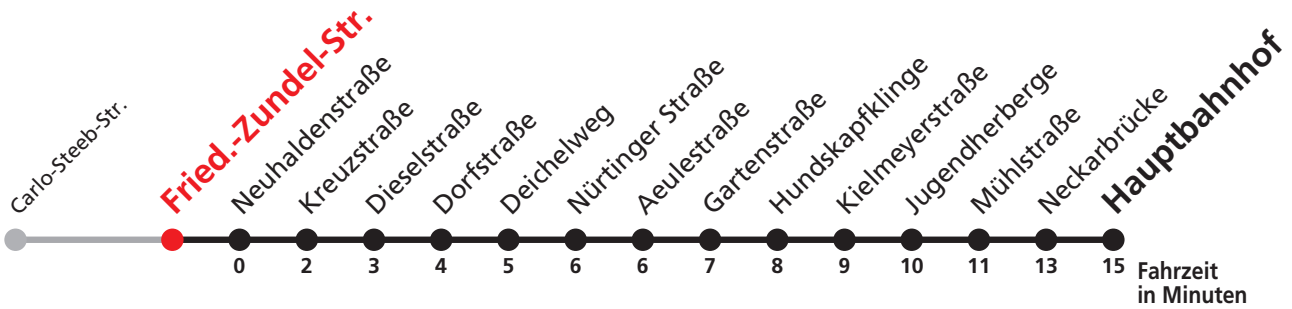 Carlo-Steeb-Str.
Fried.-Zundel-Str.
Neuhaldenstraße
Kreuzstraße
Dieselstraße
Dorfstraße
Deichelweg
Nürtinger Straße
Aeulestraße
Gartenstraße
Hundskapfklinge
Kielmeyerstraße
Jugendherberge
Mühlstraße
Neckarbrücke
Hauptbahnhof
0 2 3 4 5 6 6 7 8 9 10 11 13 15
Fahrzeit
in Minuten